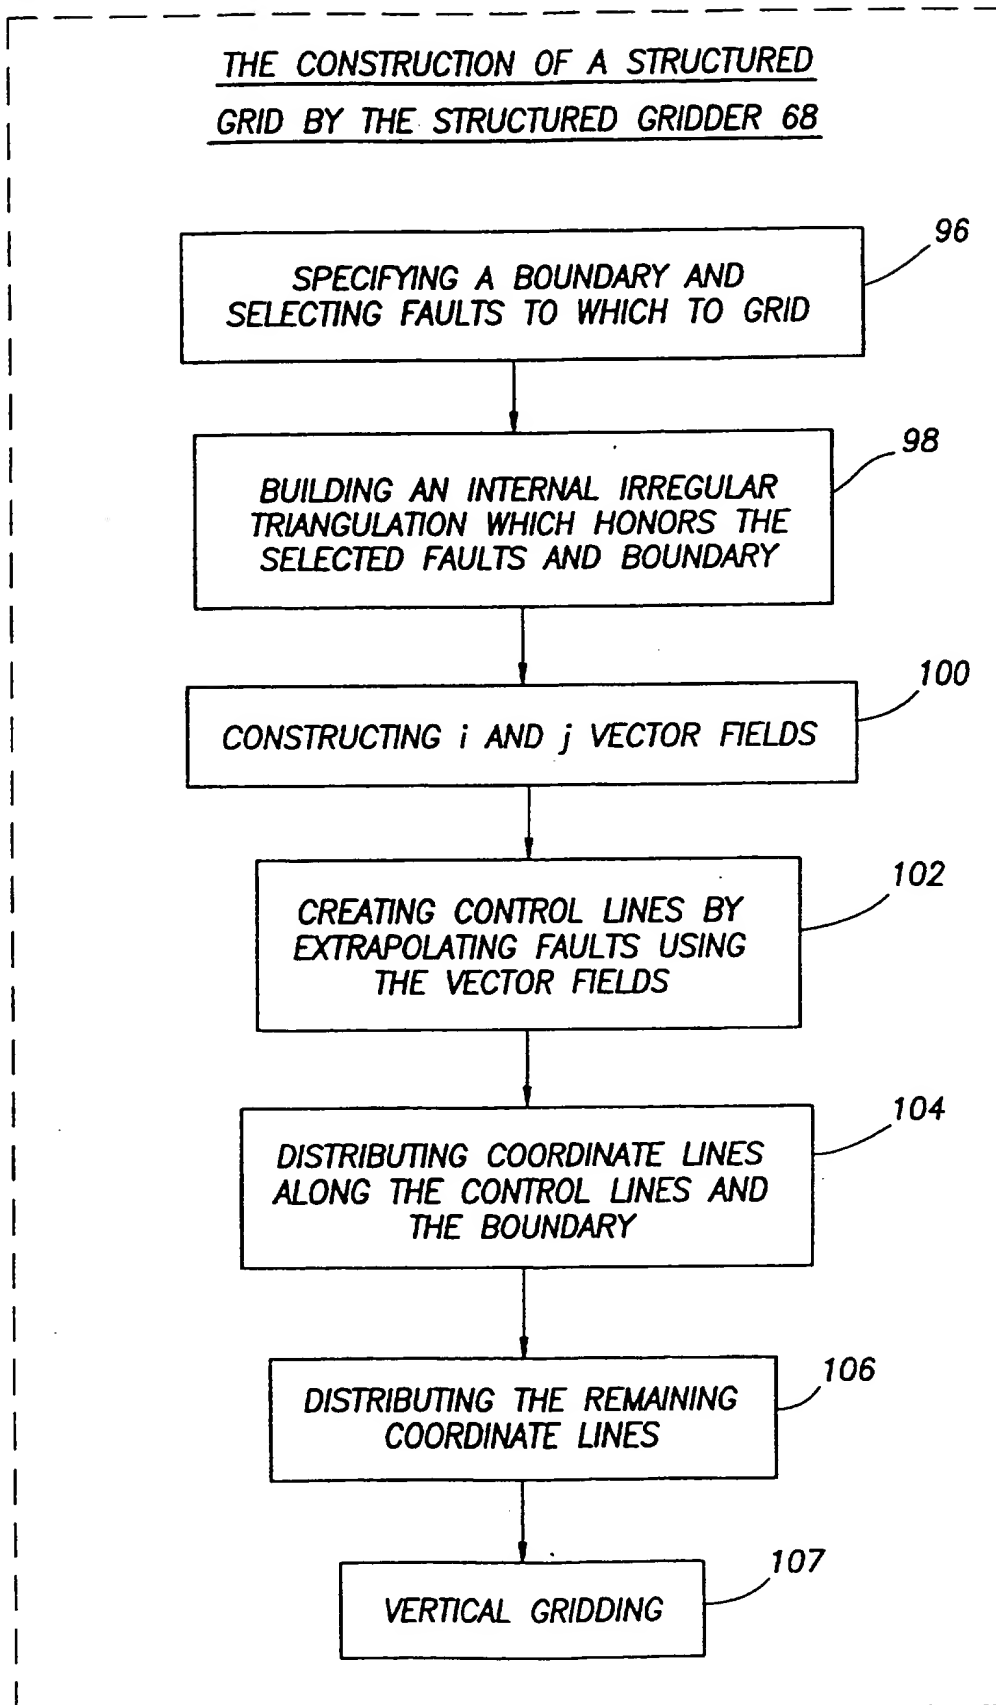 THE CONSTRUCTION OF A STRUCTURED
GRID BY THE STRUCTURED GRIDDER 68
96
SPECIFYING A BOUNDARY AND
SELECTING FAULTS TO WHICH TO GRID
98
BUILDING AN INTERNAL IRREGULAR
TRIANGULATION WHICH HONORS THE
SELECTED FAULTS AND BOUNDARY
100
CONSTRUCTING i AND j VECTOR FIELDS
102
CREATING CONTROL LINES BY
EXTRAPOLATING FAULTS USING
THE VECTOR FIELDS
104
DISTRIBUTING COORDINATE LINES
ALONG THE CONTROL LINES AND
THE BOUNDARY
106
DISTRIBUTING THE REMAINING
COORDINATE LINES
107
VERTICAL GRIDDING